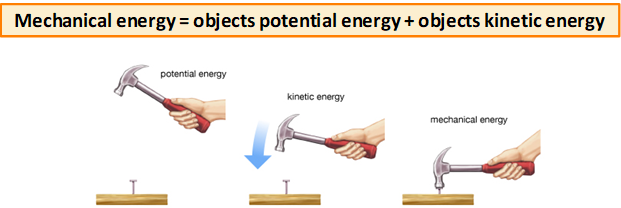 Mechanical energy = objects potential energy + objects kinetic energy
potential energy
kinetic energy
mechanical energy